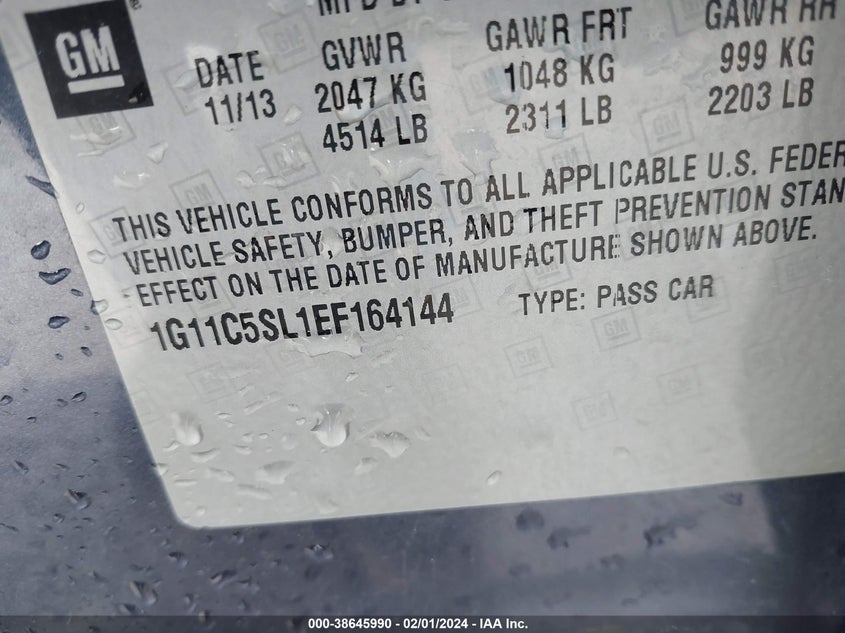 GM
MFD BY
DATE GVWR GAWR FRT GAWR RR
11/13 2047 KG 1048 KG 999 KG
4514 LB 2311 LB 2203 LB
THIS VEHICLE CONFORMS TO ALL APPLICABLE U.S. FEDER
VEHICLE SAFETY, BUMPER, AND THEFT PREVENTION STAN
EFFECT ON THE DATE OF MANUFACTURE SHOWN ABOVE.
1G11C5SL1EF164144 TYPE: PASS CAR
000-38645990 - 02/01/2024 - IAA Inc.